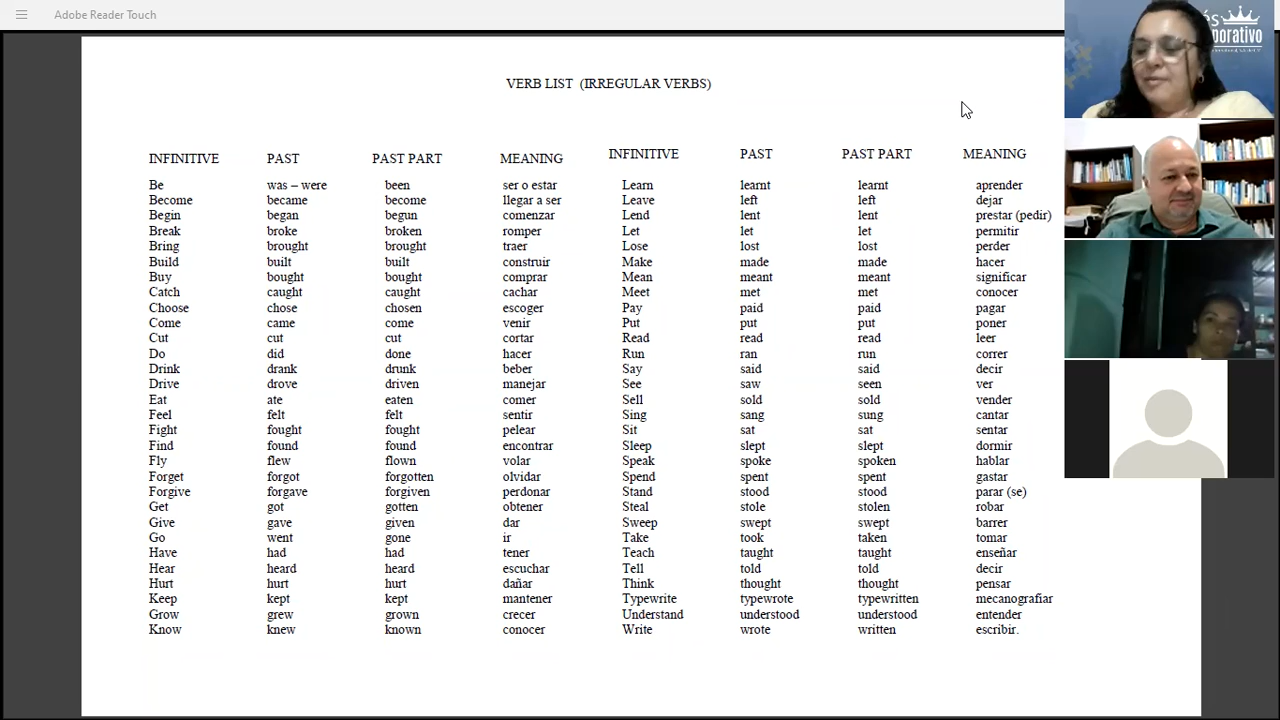 Adobe Reader Touch
és
porativo
VERB LIST (IRREGULAR VERBS)
INFINITIVE PAST PAST PART MEANING INFINITIVE PAST PAST PART MEANING
Be was – were been ser o estar Learn learnt learnt aprender
Become became become llegar a ser Leave left left dejar
Begin began begun comenzar Lend lent lent prestar (pedir)
Break broke broken romper Let let let permitir
Bring brought brought traer Lose lost lost perder
Build built built construir Make made made hacer
Buy bought bought comprar Mean meant meant significar
Catch caught caught cachar Meet met met conocer
Choose chose chosen escoger Pay paid paid pagar
Come came come venir Put put put poner
Cut cut cut cortar Read read read leer
Do did done hacer Run ran run correr
Drink drank drunk beber Say said said decir
Drive drove driven manejar See saw seen ver
Eat ate eaten comer Sell sold sold vender
Feel felt felt sentir Sing sang sung cantar
Fight fought fought pelear Sit sat sat sentar
Find found found encontrar Sleep slept slept dormir
Fly flew flown volar Speak spoke spoken hablar
Forget forgot forgotten olvidar Spend spent spent gastar
Forgive forgave forgiven perdonar Stand stood stood parar (se)
Get got gotten obtener Steal stole stolen robar
Give gave given dar Sweep swept swept barrer
Go went gone ir Take took taken tomar
Have had had tener Teach taught taught enseñar
Hear heard heard escuchar Tell told told decir
Hurt hurt hurt dañar Think thought thought pensar
Keep kept kept mantener Typewrite typewrote typewritten mecanografiar
Grow grew grown crecer Understand understood understood entender
Know knew known conocer Write wrote written escribir.